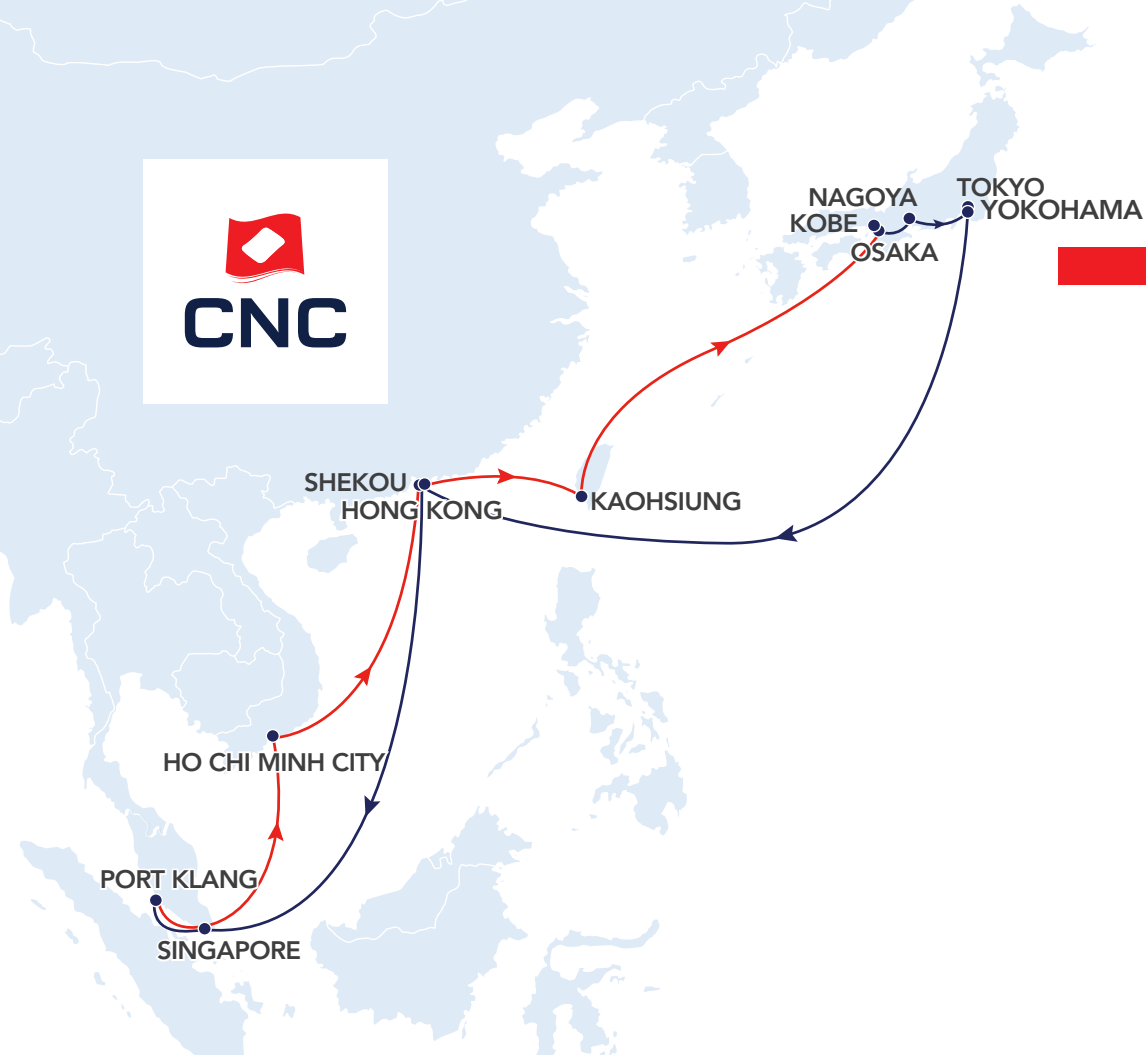 TOKYO
NAGOYA
YOKOHAMA
KOBE
OSAKA
CNC
SHEKOU
KAOHSIUNG
HONG KONG
HO CHI MINH CITY
PORT KLANG
SINGAPORE